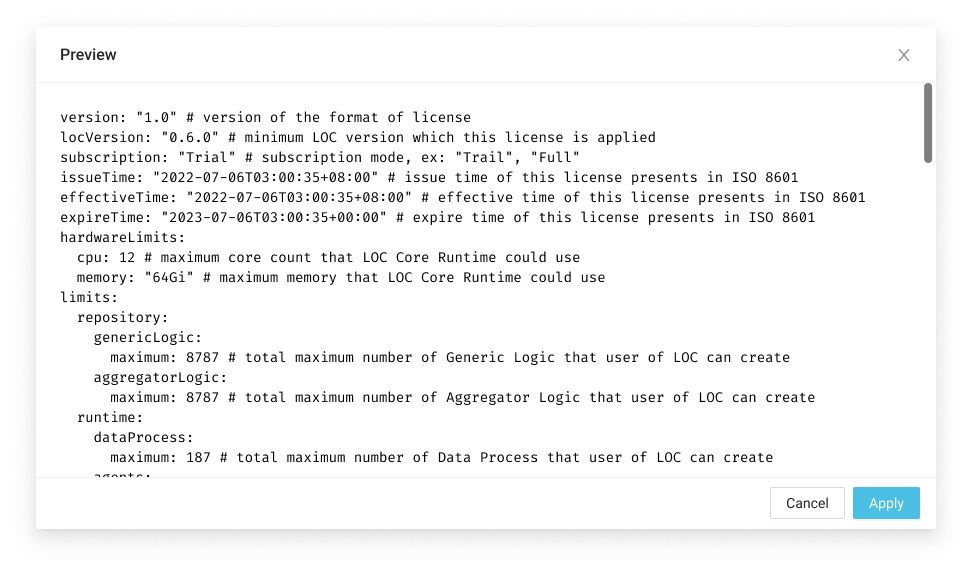 Preview
version: "1.0" # version of the format of license
locVersion: "0.6.0" # minimum LOC version which this license is applied
subscription: "Trial" # subscription mode, ex: "Trail", "Full"
issueTime: "2022-07-06T03:00:35+08:00" # issue time of this license presents in ISO 8601
effectiveTime: "2022-07-06T03:00:35+08:00" # effective time of this license presents in ISO 8601
expireTime: "2023-07-06T03:00:35+00:00" # expire time of this license presents in ISO 8601
hardwareLimits:
  cpu: 12 # maximum core count that LOC Core Runtime could use
  memory: "64Gi" # maximum memory that LOC Core Runtime could use
limits:
  repository:
    genericLogic:
      maximum: 8787 # total maximum number of Generic Logic that user of LOC can create
    aggregatorLogic:
      maximum: 8787 # total maximum number of Aggregator Logic that user of LOC can create
  runtime:
    dataProcess:
      maximum: 187 # total maximum number of Data Process that user of LOC can create
    agents:
Cancel Apply